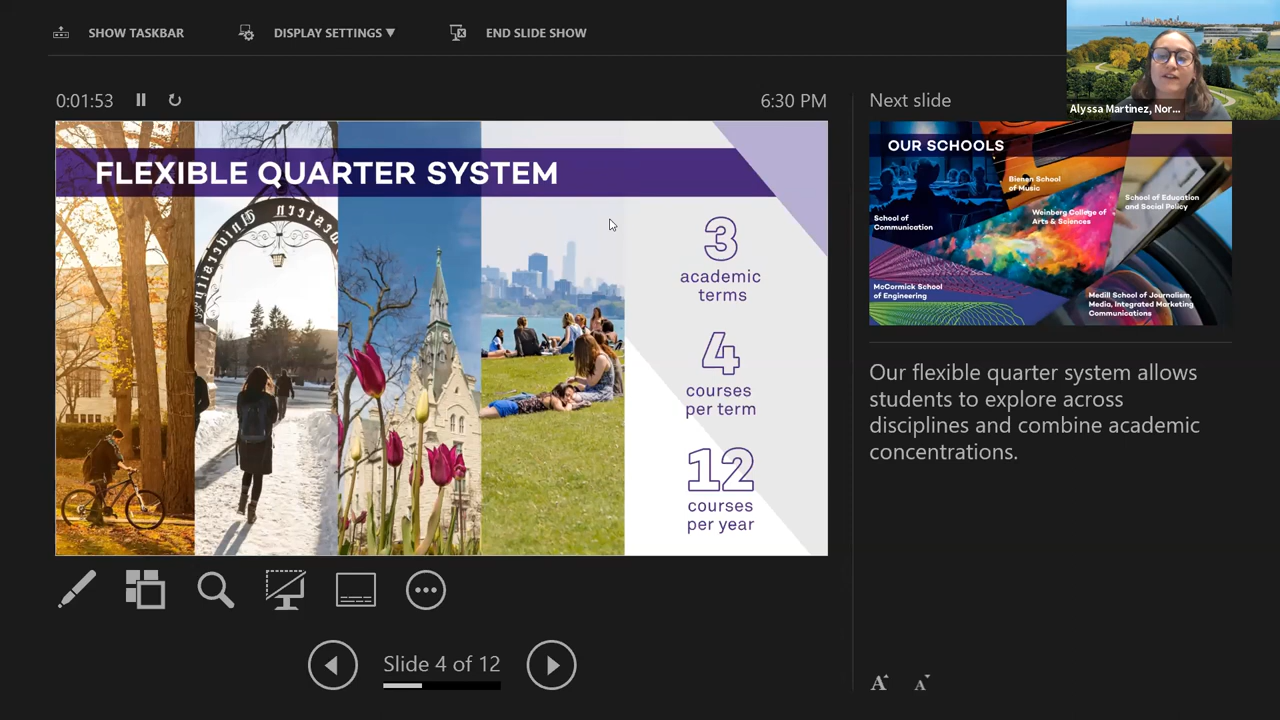 SHOW TASKBAR
DISPLAY SETTINGS ▼
END SLIDE SHOW
Alyssa Martinez, Nor...
0:01:53
6:30 PM
Next slide
FLEXIBLE QUARTER SYSTEM
3
academic
terms
4
courses
per term
12
courses
per year
OUR SCHOOLS
Bienen School
of Music
School of Education
and Social Policy
Weinberg College of
Arts & Sciences
School of
Communication
McCormick School
of Engineering
Medill School of Journalism,
Media, Integrated Marketing
Communications
Our flexible quarter system allows
students to explore across
disciplines and combine academic
concentrations.
Slide 4 of 12
A A